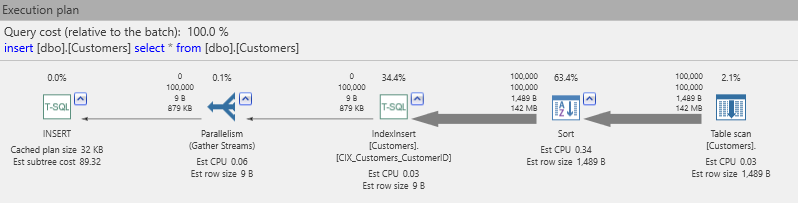 Execution plan
Query cost (relative to the batch): 100.0 %
insert [dbo].[Customers] select * from [dbo].[Customers]
0.0%
T-SQL
INSERT
Cached plan size 32 KB
Est subtree cost 89.32
0
100,000
9 B
879 KB
0.1%
Parallelism
(Gather Streams)
Est CPU 0.06
Est row size 9 B
0
100,000
9 B
879 KB
34.4%
T-SQL
IndexInsert
[Customers].
[CIX_Customers_CustomerID]
Est CPU 0.03
Est row size 9 B
100,000
100,000
1,489 B
142 MB
63.4%
A
Z
Sort
Est CPU 0.34
Est row size 1,489 B
100,000
100,000
1,489 B
142 MB
2.1%
Table scan
[Customers].
Est CPU 0.03
Est row size 1,489 B